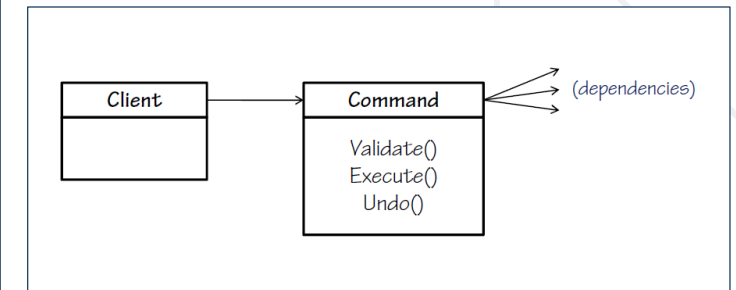 Client
Command
(dependencies)
Validate()
Execute()
Undo()